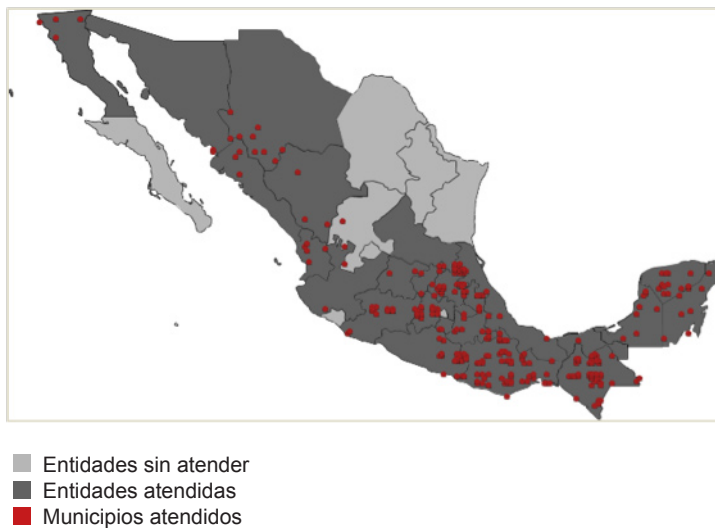 Entidades sin atender
Entidades atendidas
Municipios atendidos